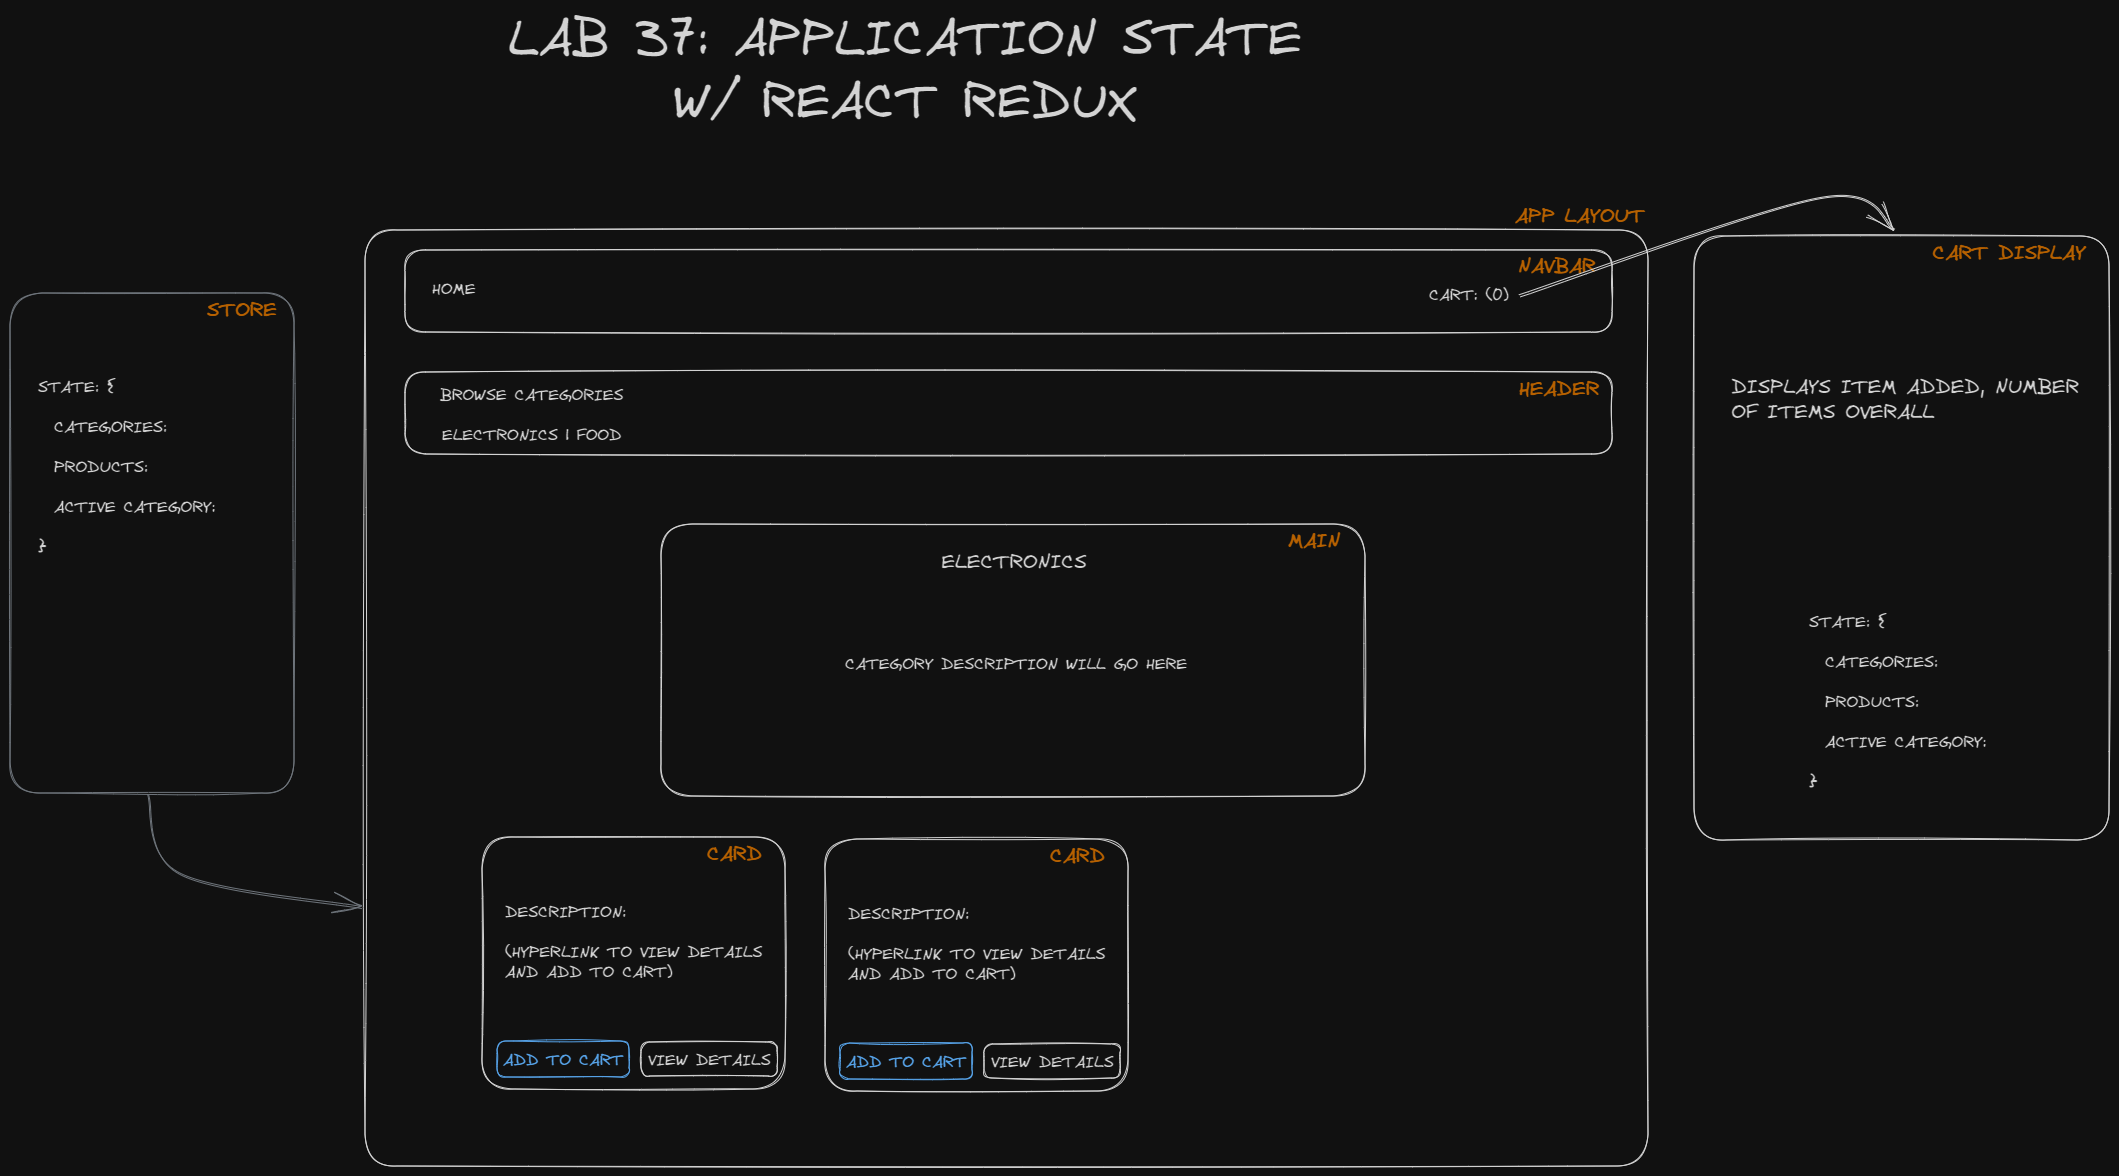 LAB 37: APPLICATION STATE
W/ REACT REDUX
STORE
STATE: {
CATEGORIES:
PRODUCTS:
ACTIVE CATEGORY:
}
APP LAYOUT
NAVBAR
HOME
CART: (0)
HEADER
BROWSE CATEGORIES
ELECTRONICS | FOOD
MAIN
ELECTRONICS
CATEGORY DESCRIPTION WILL GO HERE
CARD
DESCRIPTION:
(HYPERLINK TO VIEW DETAILS
AND ADD TO CART)
ADD TO CART
VIEW DETAILS
CARD
DESCRIPTION:
(HYPERLINK TO VIEW DETAILS
AND ADD TO CART)
ADD TO CART
VIEW DETAILS
CART DISPLAY
DISPLAYS ITEM ADDED, NUMBER
OF ITEMS OVERALL
STATE: {
CATEGORIES:
PRODUCTS:
ACTIVE CATEGORY:
}